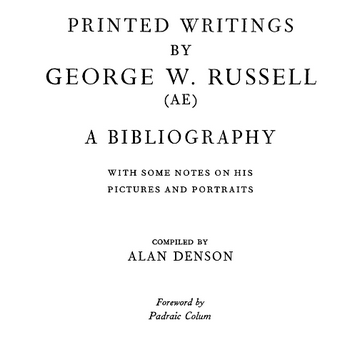 PRINTED WRITINGS
BY
GEORGE W. RUSSELL
(AE)
A BIBLIOGRAPHY
WITH SOME NOTES ON HIS
PICTURES AND PORTRAITS
COMPILED BY
ALAN DENSON
Foreword by
Padraic Colum